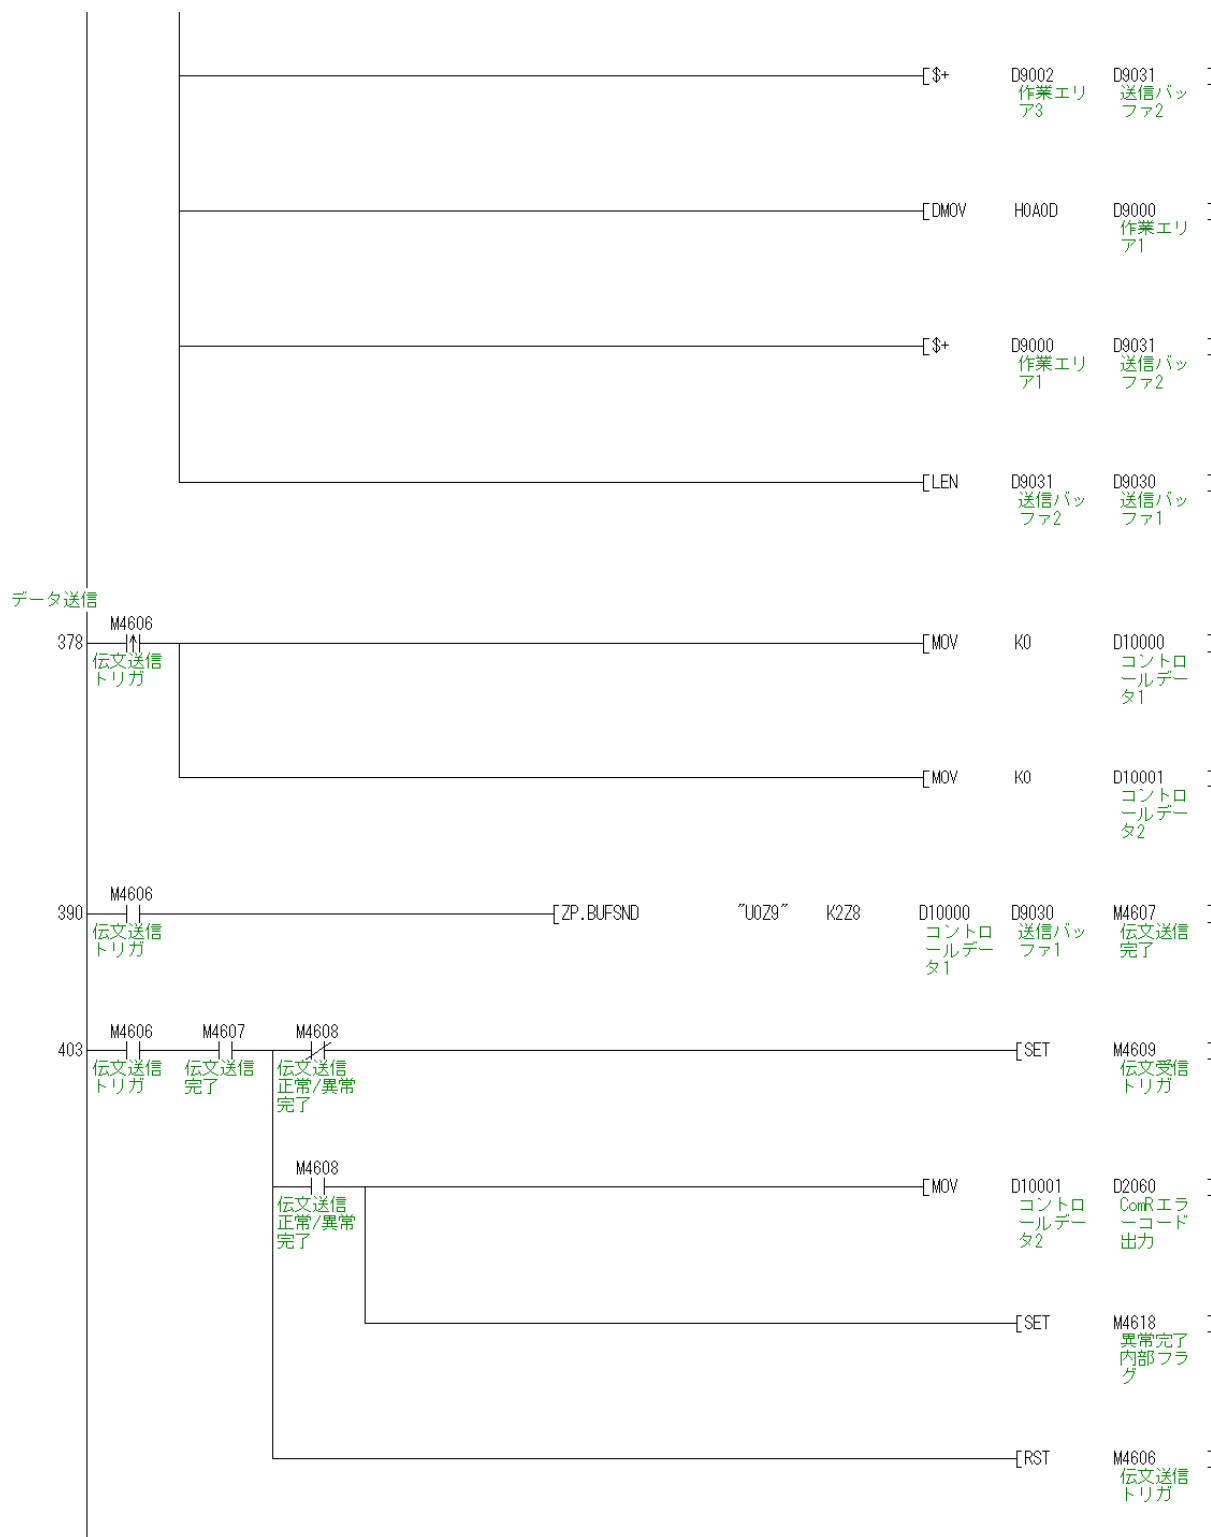 [$+ D9002 D9031 ]
作業エリ 送信バッ
ア3 ファ2
[DMOV H0A0D D9000 ]
作業エリ
ア1
[$+ D9000 D9031 ]
作業エリ 送信バッ
ア1 ファ2
[LEN D9031 D9030 ]
送信バッ 送信バッ
ファ2 ファ1
データ送信
M4606
378 [MOV K0 D10000 ]
伝文送信 コントロ
トリガ ールデー
タ1
[MOV K0 D10001 ]
コントロ
ールデー
タ2
M4606
390 [ZP.BUFSND "U0Z9" K2Z8 D10000 D9030 M4607 ]
伝文送信 コントロ 送信バッ 伝文送信
トリガ ールデー ファ1 完了
タ1
M4606 M4607 M4608
403 [SET M4609 ]
伝文送信 伝文送信 伝文送信 伝文受信
トリガ 完了 正常/異常 トリガ
完了
M4608
[MOV D10001 D2060 ]
伝文送信 コントロ ComRエラ
正常/異常 ールデー ーコード
完了 タ2 出力
[SET M4618 ]
異常完了
内部フラ
グ
[RST M4606 ]
伝文送信
トリガ